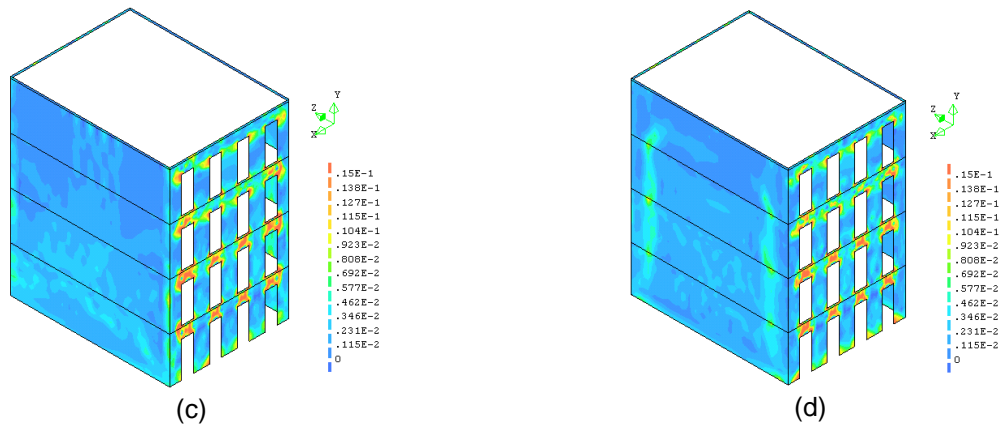 Y
Z
X
.15E-1
.138E-1
.127E-1
.115E-1
.104E-1
.923E-2
.808E-2
.692E-2
.577E-2
.462E-2
.346E-2
.231E-2
.115E-2
0
(c)
Y
Z
X
.15E-1
.138E-1
.127E-1
.115E-1
.104E-1
.923E-2
.808E-2
.692E-2
.577E-2
.462E-2
.346E-2
.231E-2
.115E-2
0
(d)